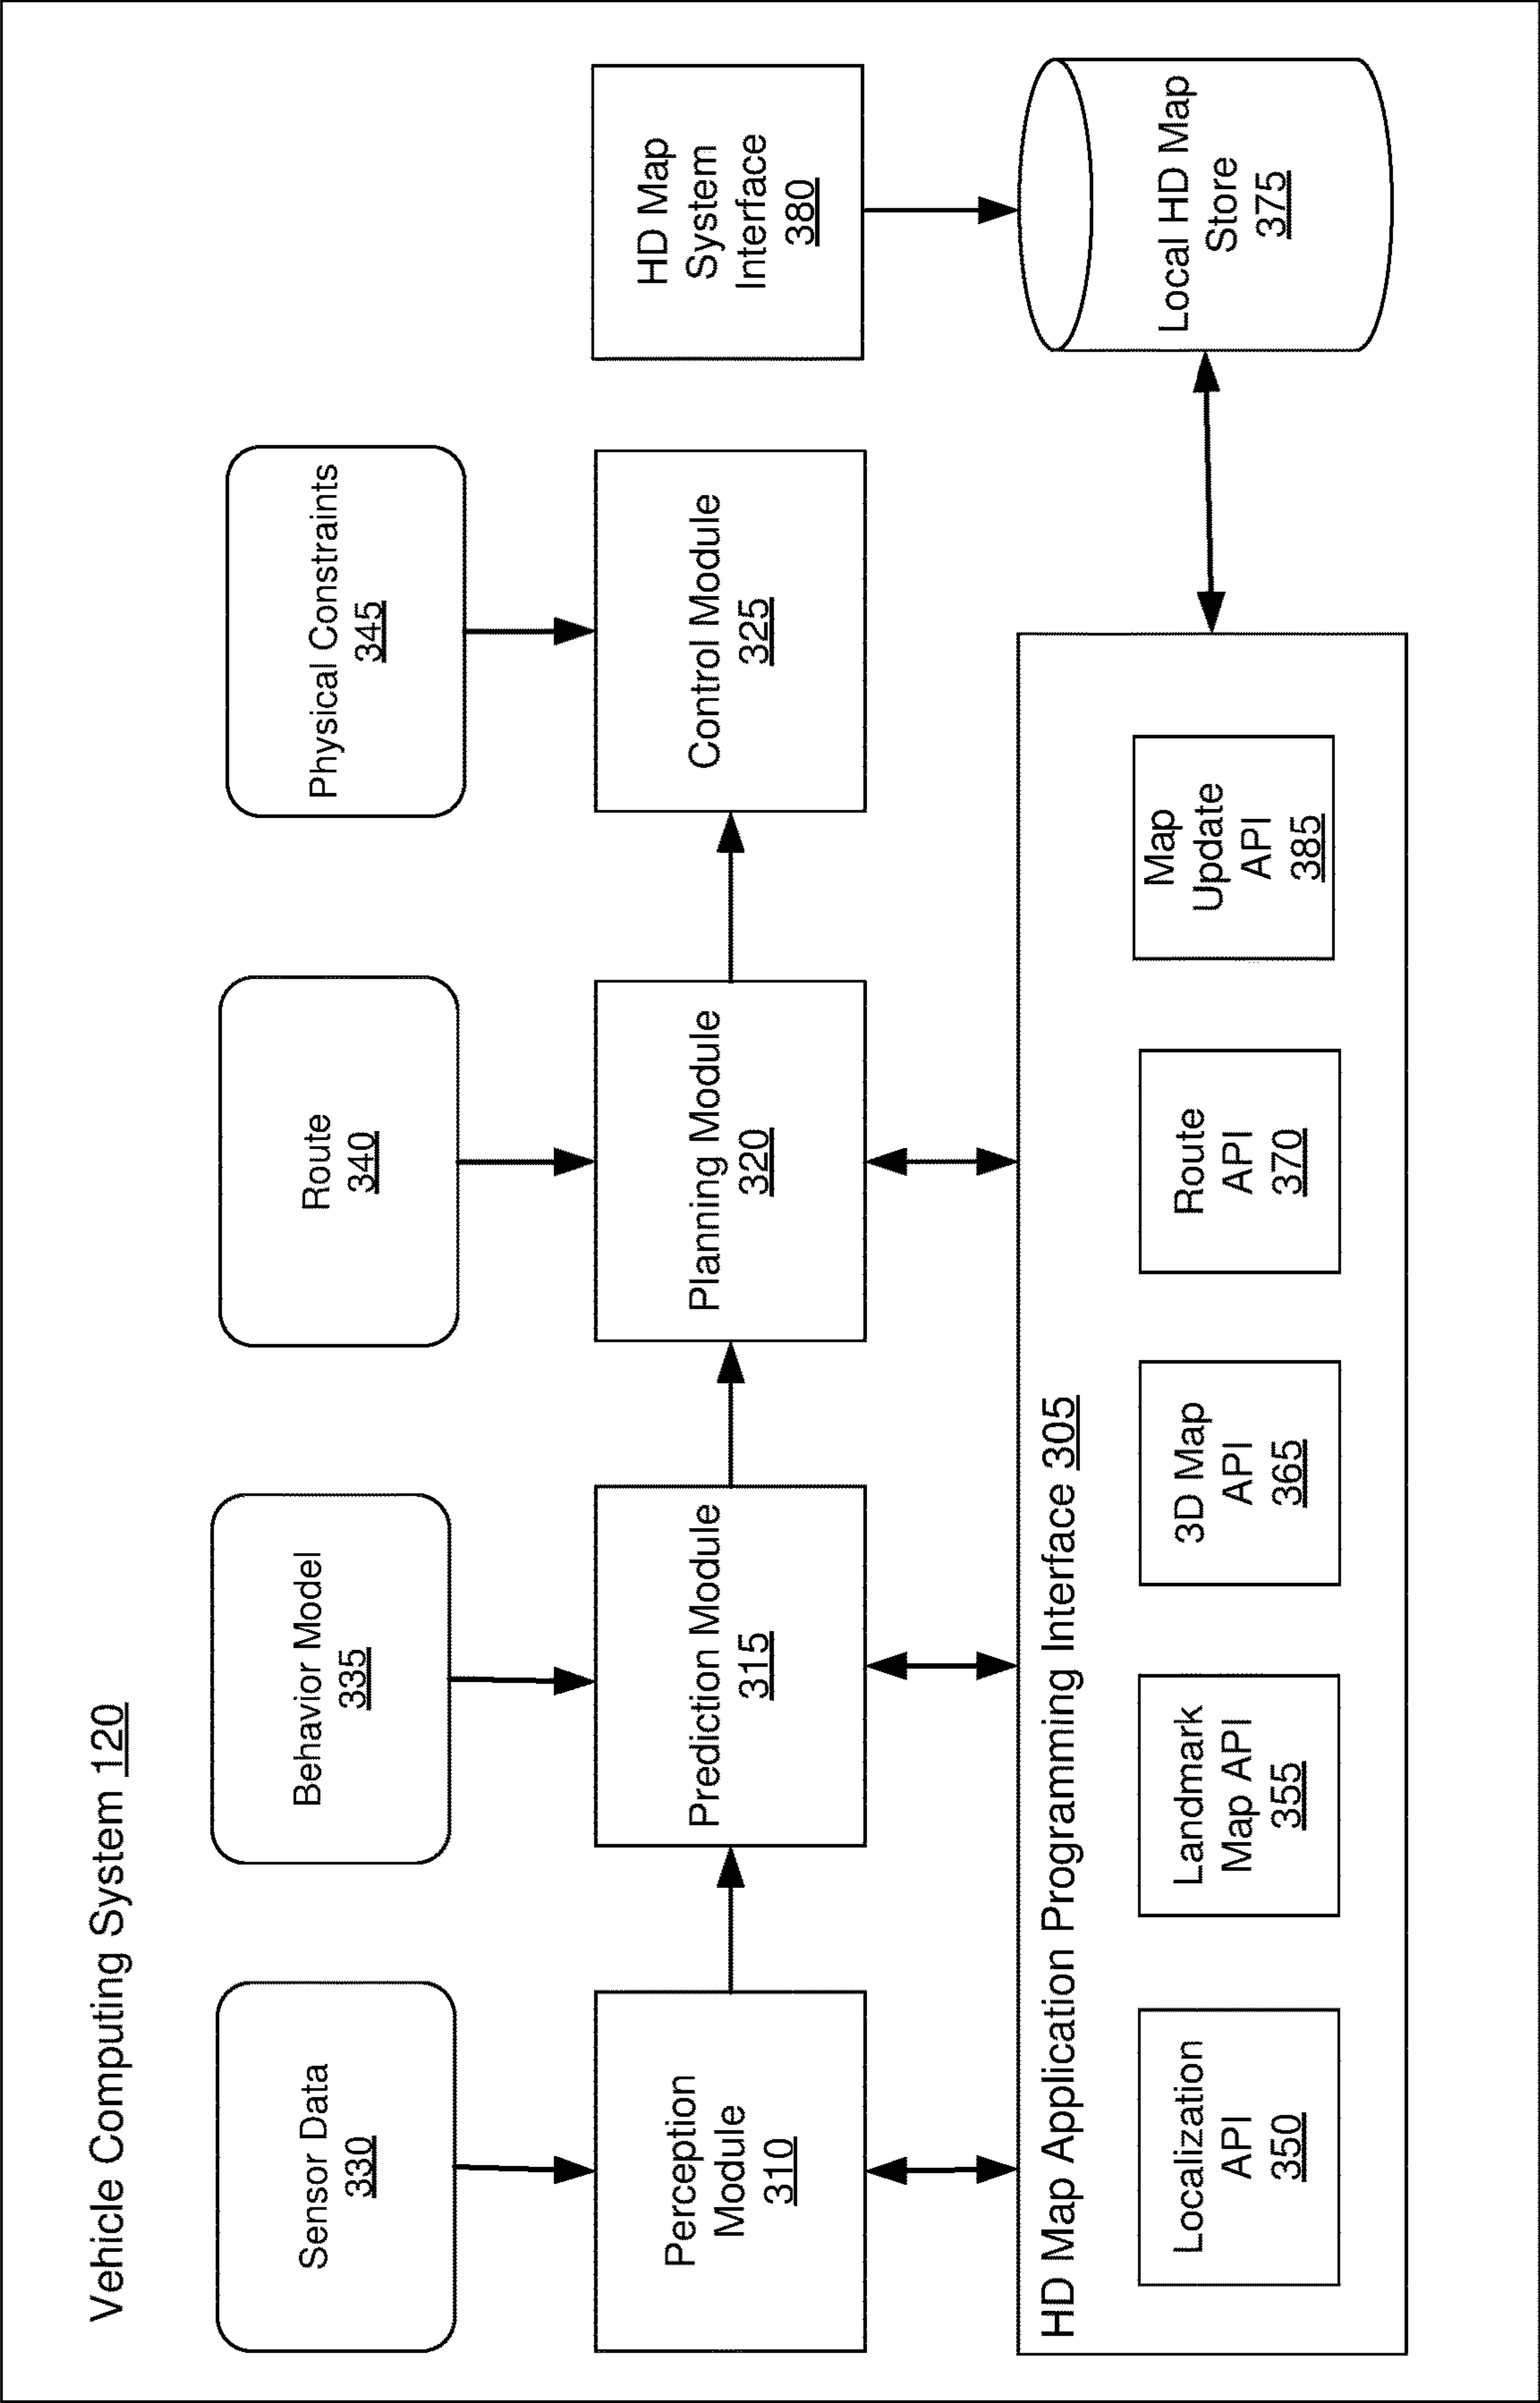 Vehicle Computing System 120
Sensor Data
330
Behavior Model
335
Route
340
Physical Constraints
345
Perception
Module
310
Prediction Module
315
Planning Module
320
Control Module
325
HD Map
System
Interface
380
HD Map Application Programming Interface 305
Localization
API
350
Landmark
Map API
355
3D Map
API
365
Route
API
370
Map
Update
API
385
Local HD Map
Store
375